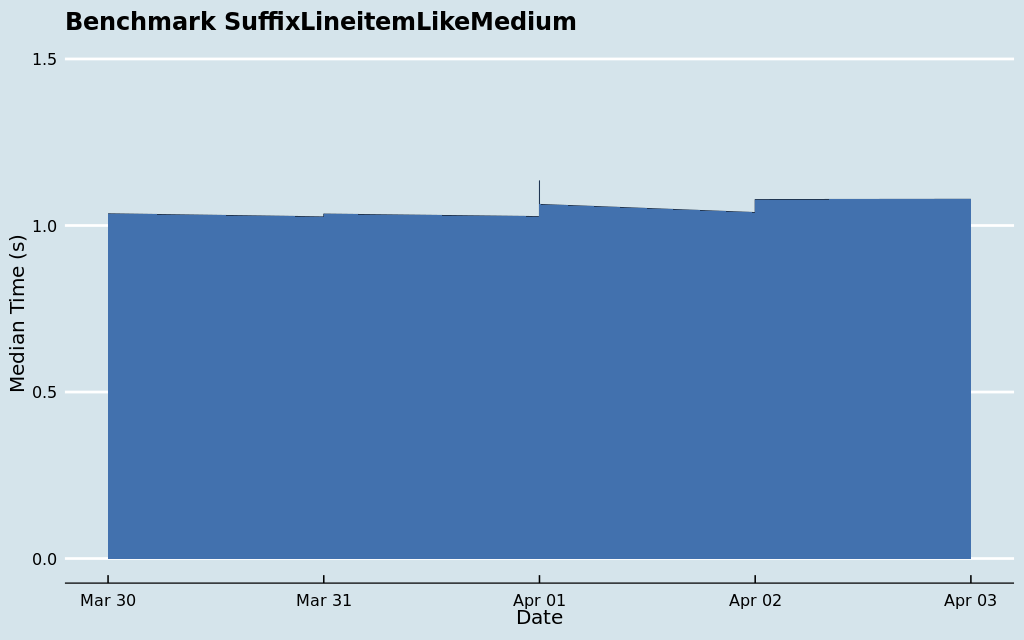 Benchmark SuffixLineitemLikeMedium
1.5
1.0
0.5
0.0
Median Time (s)
Mar 30 Mar 31 Apr 01 Apr 02 Apr 03
Date